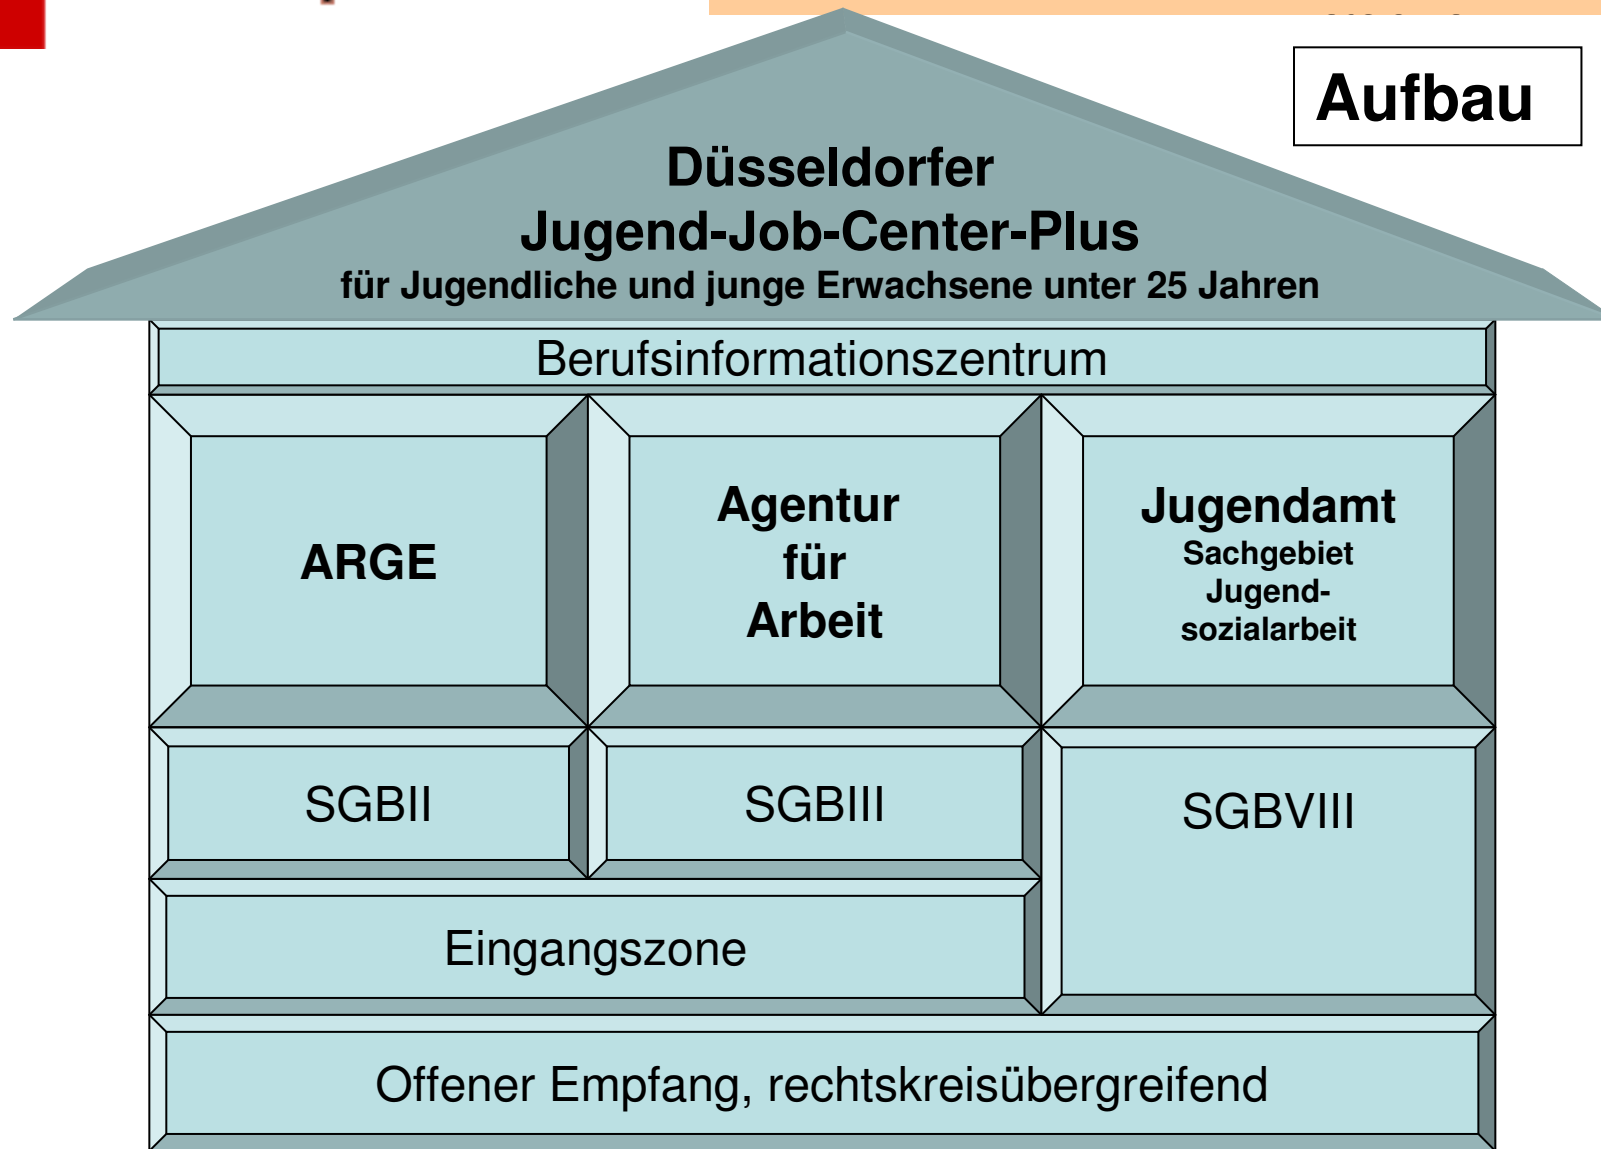 Aufbau
Düsseldorfer
Jugend-Job-Center-Plus
für Jugendliche und junge Erwachsene unter 25 Jahren
Berufsinformationszentrum
ARGE
Agentur
für
Arbeit
Jugendamt
Sachgebiet
Jugend-
sozialarbeit
SGBII
SGBIII
SGBVIII
Eingangszone
Offener Empfang, rechtskreisübergreifend